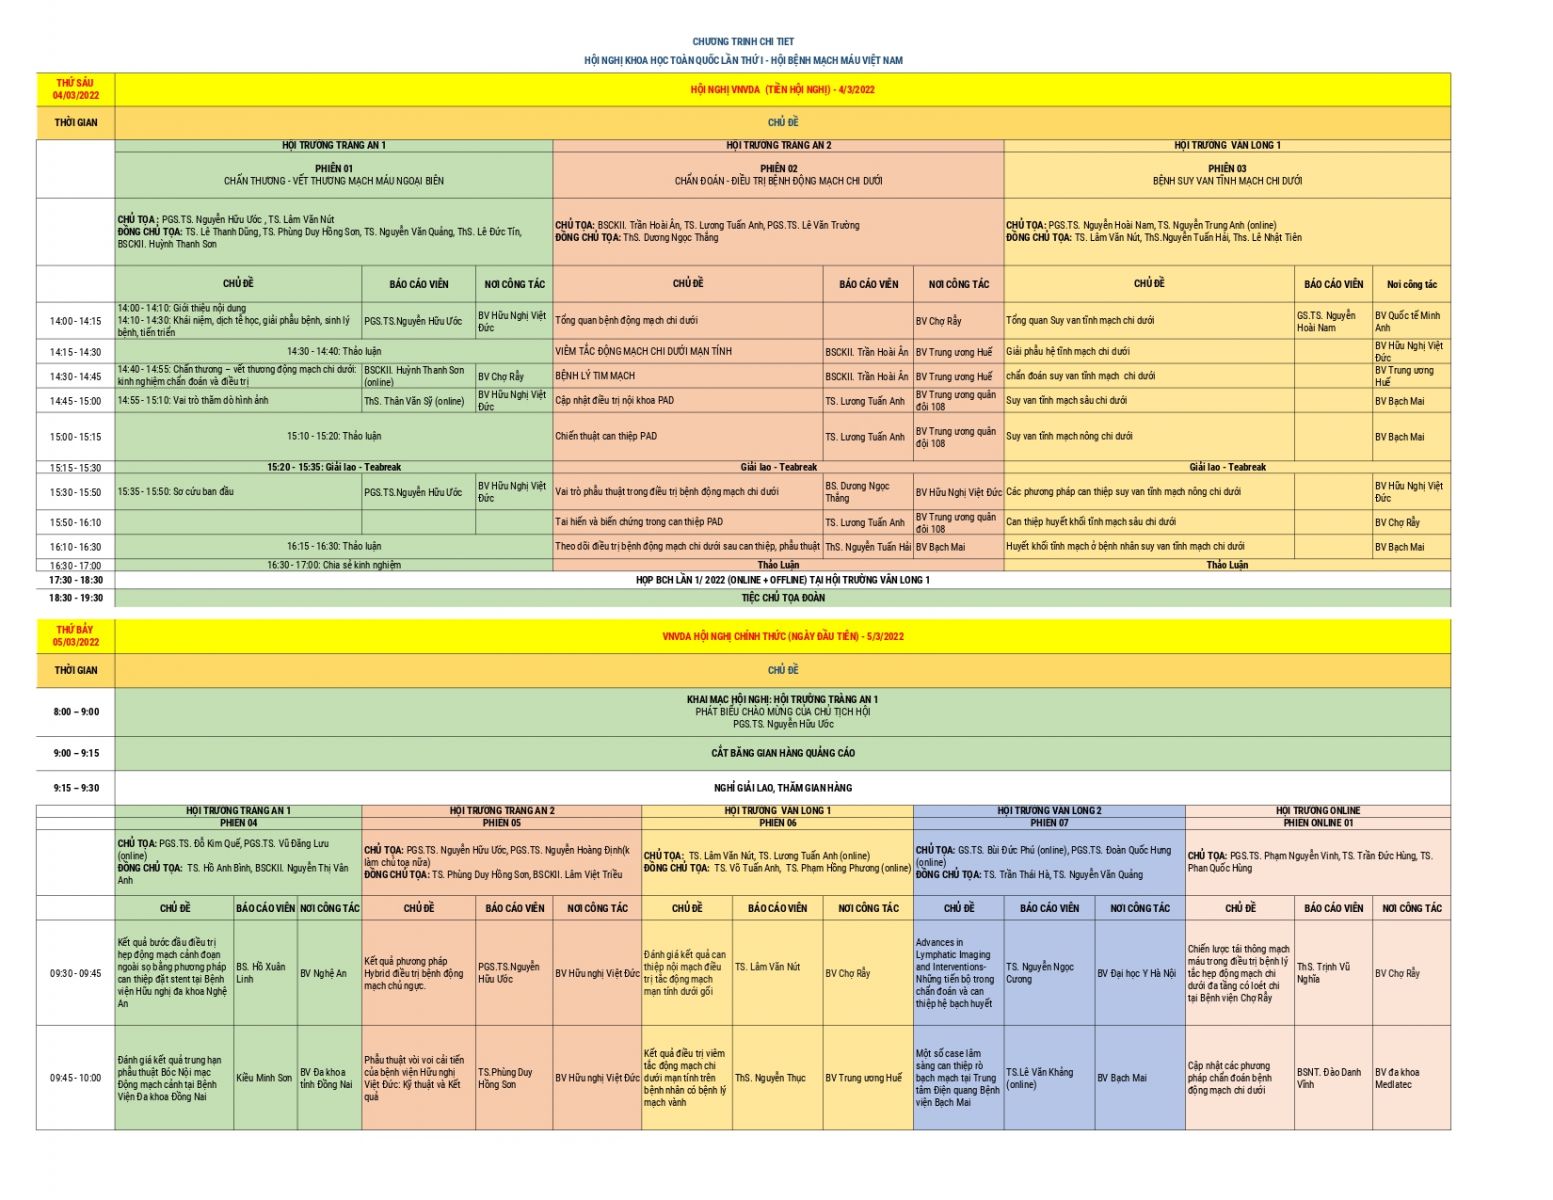 CHƯƠNG TRÌNH CHI TIẾT
HỘI NGHỊ KHOA HỌC TOÀN QUỐC LẦN THỨ I - HỘI BỆNH MẠCH MÁU VIỆT NAM
THỨ SÁU
04/03/2022
HỘI NGHỊ VNVDA (TIỀN HỘI NGHỊ) - 4/3/2022
THỜI GIAN
CHỦ ĐỀ
HỘI TRƯỜNG TRÀNG AN 1
HỘI TRƯỜNG TRÀNG AN 2
HỘI TRƯỜNG VÂN LONG 1
PHIÊN 01
CHẤN THƯƠNG - VẾT THƯƠNG MẠCH MÁU NGOẠI BIÊN
PHIÊN 02
CHẨN ĐOÁN - ĐIỀU TRỊ BỆNH ĐỘNG MẠCH CHI DƯỚI
PHIÊN 03
BỆNH SUY VAN TĨNH MẠCH CHI DƯỚI
CHỦ TỌA : PGS.TS. Nguyễn Hữu Ước , TS. Lâm Văn Nút
ĐỒNG CHỦ TỌA: TS. Lê Thanh Dũng, TS. Phùng Duy Hồng Sơn, TS. Nguyễn Văn Quảng, ThS. Lê Đức Tín,
BSCKII. Huỳnh Thanh Sơn
CHỦ TỌA: BSCKII. Trần Hoài Ân, TS. Lương Tuấn Anh, PGS.TS. Lê Văn Trường
ĐỒNG CHỦ TỌA: ThS. Dương Ngọc Thắng
CHỦ TỌA: PGS.TS. Nguyễn Hoài Nam, TS. Nguyễn Trung Anh (online)
ĐỒNG CHỦ TỌA: TS. Lâm Văn Nút, ThS.Nguyễn Tuấn Hải, Ths. Lê Nhật Tiên
CHỦ ĐỀ
BÁO CÁO VIÊN
NƠI CÔNG TÁC
CHỦ ĐỀ
BÁO CÁO VIÊN
NƠI CÔNG TÁC
CHỦ ĐỀ
BÁO CÁO VIÊN
Nơi công tác
14:00 - 14:15
14:00 - 14:10: Giới thiệu nội dung
14:10 - 14:30: Khái niệm, dịch tễ học, giải phẫu bệnh, sinh lý
bệnh, tiến triển
PGS.TS.Nguyễn Hữu Ước
BV Hữu Nghị Việt
Đức
Tổng quan bệnh động mạch chi dưới
BV Chợ Rẫy
Tổng quan Suy van tĩnh mạch chi dưới
GS.TS. Nguyễn
Hoài Nam
BV Quốc tế Minh
Anh
14:15 - 14:30
14:30 - 14:40: Thảo luận
VIÊM TẮC ĐỘNG MẠCH CHI DƯỚI MẠN TÍNH
BSCKII. Trần Hoài Ân
BV Trung ương Huế
Giải phẫu hệ tĩnh mạch chi dưới
BV Hữu Nghị Việt
Đức
14:30 - 14:45
14:40 - 14:55: Chấn thương – vết thương động mạch chi dưới:
kinh nghiệm chẩn đoán và điều trị
BSCKII. Huỳnh Thanh Sơn
(online)
BV Chợ Rẫy
BỆNH LÝ TIM MẠCH
BSCKII. Trần Hoài Ân
BV Trung ương Huế
chẩn đoán suy van tĩnh mạch chi dưới
BV Trung ương
Huế
14:45 - 15:00
14:55 - 15:10: Vai trò thăm dò hình ảnh
ThS. Thân Văn Sỹ (online)
BV Hữu Nghị Việt
Đức
Cập nhật điều trị nội khoa PAD
TS. Lương Tuấn Anh
BV Trung ương quân
đội 108
Suy van tĩnh mạch sâu chi dưới
BV Bạch Mai
15:00 - 15:15
15:10 - 15:20: Thảo luận
Chiến thuật can thiệp PAD
TS. Lương Tuấn Anh
BV Trung ương quân
đội 108
Suy van tĩnh mạch nông chi dưới
BV Bạch Mai
15:15 - 15:30
15:20 - 15:35: Giải lao - Teabreak
Giải lao - Teabreak
Giải lao - Teabreak
15:30 - 15:50
15:35 - 15:50: Sơ cứu ban đầu
PGS.TS.Nguyễn Hữu Ước
BV Hữu Nghị Việt
Đức
Vai trò phẫu thuật trong điều trị bệnh động mạch chi dưới
BS. Dương Ngọc
Thắng
BV Hữu Nghị Việt Đức
Các phương pháp can thiệp suy van tĩnh mạch nông chi dưới
BV Hữu Nghị Việt
Đức
15:50 - 16:10
Tai biến và biến chứng trong can thiệp PAD
TS. Lương Tuấn Anh
BV Trung ương quân
đội 108
Can thiệp huyết khối tĩnh mạch sâu chi dưới
BV Chợ Rẫy
16:10 - 16:30
16:15 - 16:30: Thảo luận
Theo dõi điều trị bệnh động mạch chi dưới sau can thiệp, phẫu thuật
ThS. Nguyễn Tuấn Hải
BV Bạch Mai
Huyết khối tĩnh mạch ở bệnh nhân suy van tĩnh mạch chi dưới
BV Bạch Mai
16:30 - 17:00
16:30 - 17:00: Chia sẻ kinh nghiệm
Thảo Luận
Thảo Luận
17:30 - 18:30
HỌP BCH LẦN 1/ 2022 (ONLINE + OFFLINE) TẠI HỘI TRƯỜNG VÂN LONG 1
18:30 - 19:30
TIỆC CHỦ TỌA ĐOÀN
THỨ BẢY
05/03/2022
VNVDA HỘI NGHỊ CHÍNH THỨC (NGÀY ĐẦU TIÊN) - 5/3/2022
THỜI GIAN
CHỦ ĐỀ
8:00 – 9:00
KHAI MẠC HỘI NGHỊ: HỘI TRƯỜNG TRÀNG AN 1
PHÁT BIỂU CHÀO MỪNG CỦA CHỦ TỊCH HỘI
PGS.TS. Nguyễn Hữu Ước
9:00 – 9:15
CẮT BĂNG GIAN HÀNG QUẢNG CÁO
9:15 – 9:30
NGHỈ GIẢI LAO, THĂM GIAN HÀNG
HỘI TRƯỜNG TRÀNG AN 1
HỘI TRƯỜNG TRÀNG AN 2
HỘI TRƯỜNG VÂN LONG 1
HỘI TRƯỜNG VÂN LONG 2
HỘI TRƯỜNG ONLINE
PHIÊN 04
PHIÊN 05
PHIÊN 06
PHIÊN 07
PHIÊN ONLINE 01
CHỦ TỌA: PGS.TS. Đỗ Kim Quế, PGS.TS. Vũ Đăng Lưu
(online)
ĐỒNG CHỦ TỌA: TS. Hồ Anh Bình, BSCKII. Nguyễn Thị Vân
Anh
CHỦ TỌA: PGS.TS. Nguyễn Hữu Ước, PGS.TS. Nguyễn Hoàng Định(k
làm chủ toạ nữa)
ĐỒNG CHỦ TỌA: TS. Phùng Duy Hồng Sơn, BSCKII. Lâm Việt Triều
CHỦ TỌA: TS. Lâm Văn Nút, TS. Lương Tuấn Anh (online)
ĐỒNG CHỦ TỌA: TS. Võ Tuấn Anh, TS. Phạm Hồng Phương (online)
CHỦ TỌA: GS.TS. Bùi Đức Phú (online), PGS.TS. Đoàn Quốc Hưng
(online)
ĐỒNG CHỦ TỌA: TS. Trần Thái Hà, TS. Nguyễn Văn Quảng
CHỦ TỌA: PGS.TS. Phạm Nguyễn Vinh, TS. Trần Đức Hùng, TS.
Phan Quốc Hùng
CHỦ ĐỀ
BÁO CÁO VIÊN
NƠI CÔNG TÁC
CHỦ ĐỀ
BÁO CÁO VIÊN
NƠI CÔNG TÁC
CHỦ ĐỀ
BÁO CÁO VIÊN
NƠI CÔNG TÁC
CHỦ ĐỀ
BÁO CÁO VIÊN
NƠI CÔNG TÁC
CHỦ ĐỀ
BÁO CÁO VIÊN
NƠI CÔNG TÁC
09:30 - 09:45
Kết quả bước đầu điều trị
hẹp động mạch cảnh đoạn
ngoài sọ bằng phương pháp
can thiệp đặt stent tại Bệnh
viện Hữu nghị đa khoa Nghệ
An
BS. Hồ Xuân
Linh
BV Nghệ An
Kết quả phương pháp
Hybrid điều trị bệnh động
mạch chủ ngực.
PGS.TS.Nguyễn
Hữu Ước
BV Hữu nghị Việt Đức
Đánh giá kết quả can
thiệp nội mạch điều
trị tắc động mạch
mạn tính dưới gối
TS. Lâm Văn Nút
BV Chợ Rẫy
Advances in
Lymphatic Imaging
and Interventions-
Những tiến bộ trong
chẩn đoán và can
thiệp hệ bạch huyết
TS. Nguyễn Ngọc
Cương
BV Đại học Y Hà Nội
Chiến lược tái thông mạch
máu trong điều trị bệnh lý
tắc hẹp động mạch chi
dưới đa tầng có loét chi
tại Bệnh viện Chợ Rẫy
ThS. Trịnh Vũ
Nghĩa
BV Chợ Rẫy
09:45 - 10:00
Đánh giá kết quả trung hạn
phẫu thuật Bóc Nội mạc
Động mạch cảnh tại Bệnh
Viện Đa khoa Đồng Nai
Kiều Minh Sơn
BV Đa khoa
tỉnh Đồng Nai
Phẫu thuật vòi voi cải tiến
của bệnh viện Hữu nghị
Việt Đức: Kỹ thuật và Kết
quả
TS.Phùng Duy
Hồng Sơn
BV Hữu nghị Việt Đức
Kết quả điều trị viêm
tắc động mạch chi
dưới mạn tính trên
bệnh nhân có bệnh lý
mạch vành
ThS. Nguyễn Thục
BV Trung ương Huế
Một số case lâm
sàng can thiệp rò
bạch mạch tại Trung
tâm Điện quang Bệnh
viện Bạch Mai
TS.Lê Văn Khảng
(online)
BV Bạch Mai
Cập nhật các phương
pháp chẩn đoán bệnh
động mạch chi dưới
BSNT. Đào Danh
Vĩnh
BV đa khoa
Medlatec